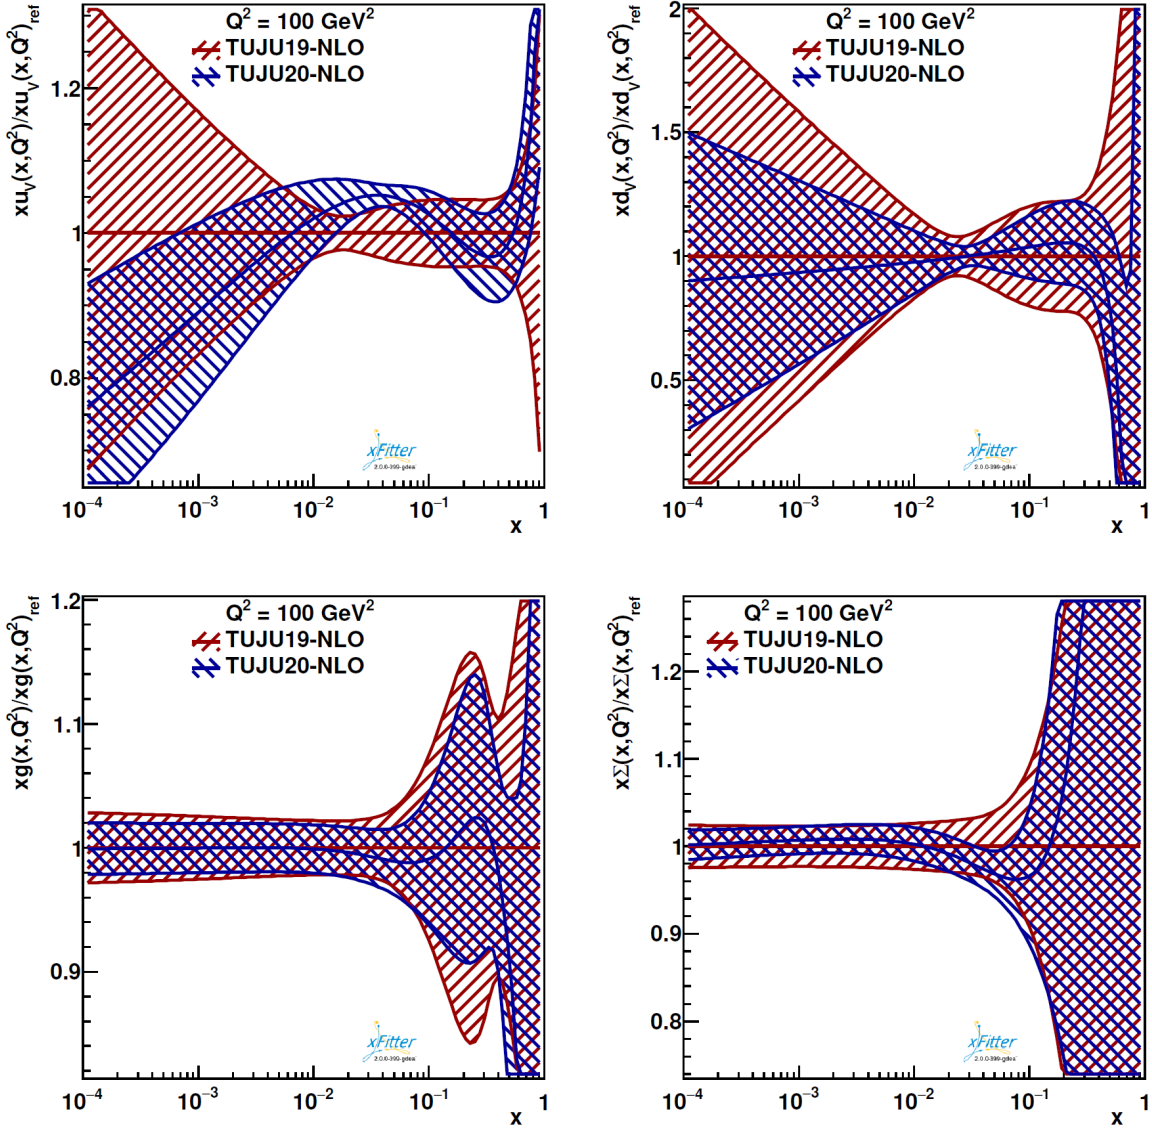 xu_V(x,Q²)/xu_V(x,Q²)_ref
Q² = 100 GeV²
TUJU19-NLO
TUJU20-NLO
1.2
1
0.8
xFitter
10⁻⁴ 10⁻³ 10⁻² 10⁻¹ 1
x
xd_V(x,Q²)/xd_V(x,Q²)_ref
Q² = 100 GeV²
TUJU19-NLO
TUJU20-NLO
2
1.5
1
0.5
xFitter
10⁻⁴ 10⁻³ 10⁻² 10⁻¹ 1
x
xg(x,Q²)/xg(x,Q²)_ref
Q² = 100 GeV²
TUJU19-NLO
TUJU20-NLO
1.2
1.1
1
0.9
xFitter
10⁻⁴ 10⁻³ 10⁻² 10⁻¹ 1
x
xΣ(x,Q²)/xΣ(x,Q²)_ref
Q² = 100 GeV²
TUJU19-NLO
TUJU20-NLO
1.2
1.1
1
0.9
0.8
xFitter
10⁻⁴ 10⁻³ 10⁻² 10⁻¹ 1
x